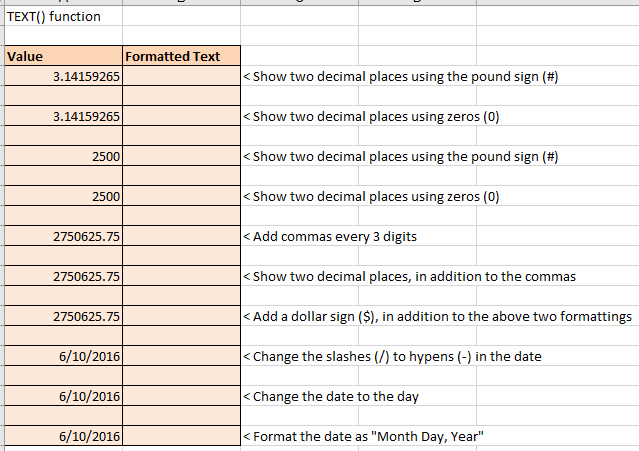 TEXT() function
Value Formatted Text
3.14159265 < Show two decimal places using the pound sign (#)
3.14159265 < Show two decimal places using zeros (0)
2500 < Show two decimal places using the pound sign (#)
2500 < Show two decimal places using zeros (0)
2750625.75 < Add commas every 3 digits
2750625.75 < Show two decimal places, in addition to the commas
2750625.75 < Add a dollar sign ($), in addition to the above two formattings
6/10/2016 < Change the slashes (/) to hypens (-) in the date
6/10/2016 < Change the date to the day
6/10/2016 < Format the date as "Month Day, Year"